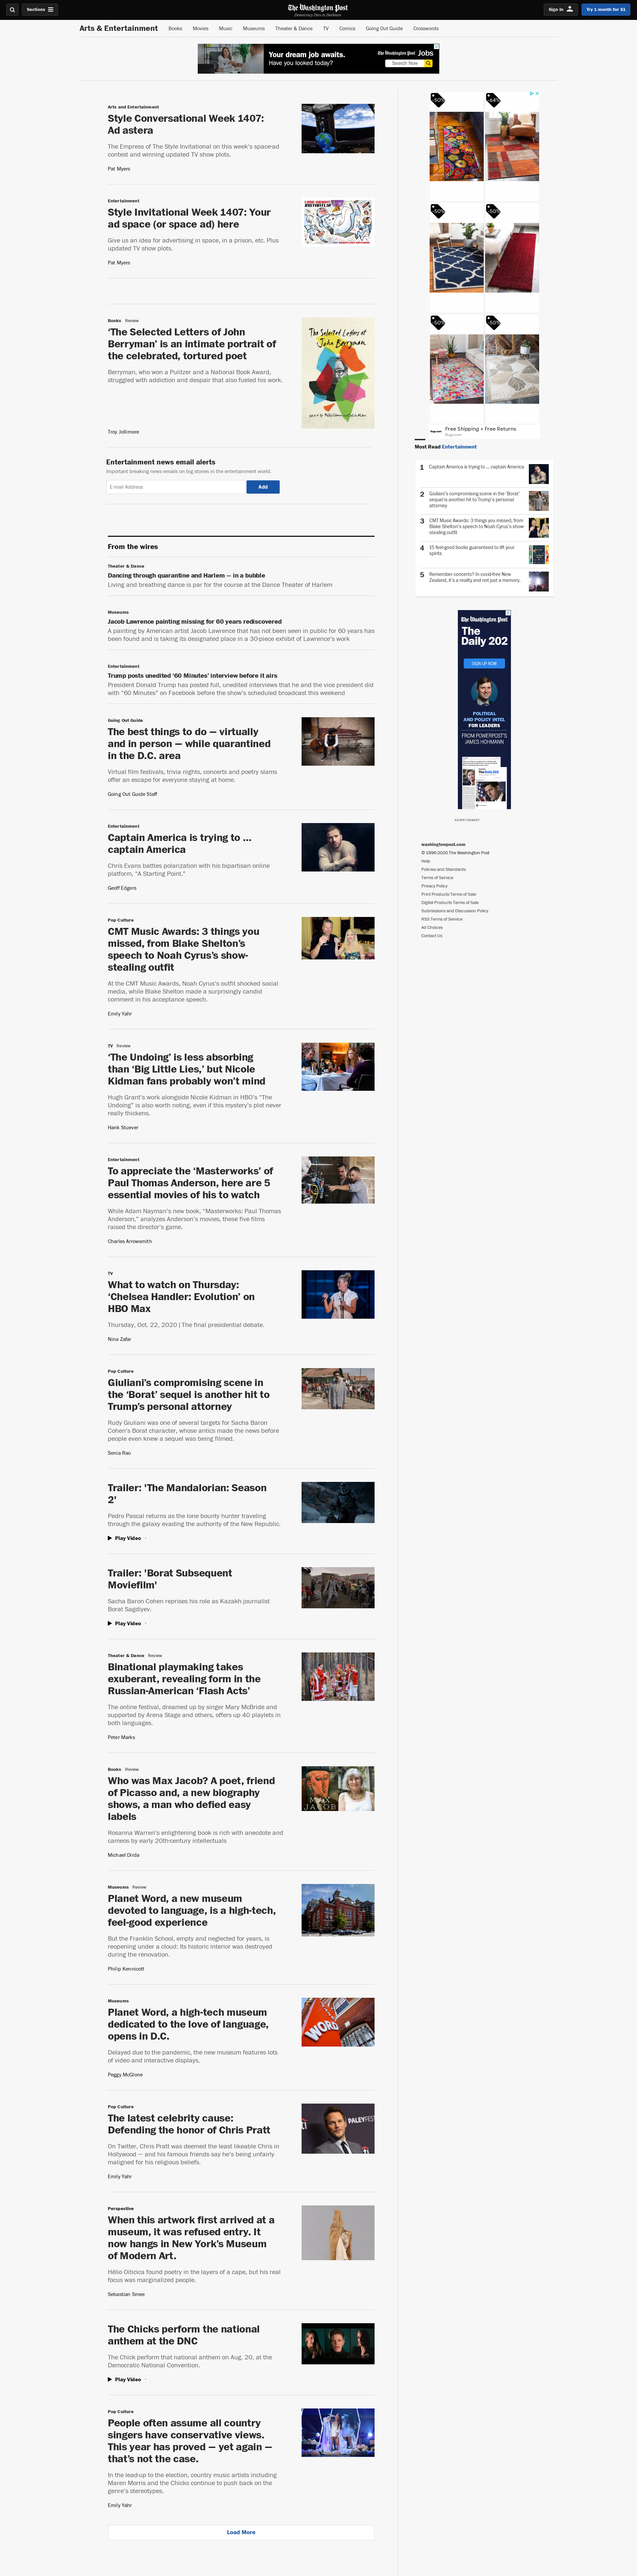 Sections
The Washington Post
Democracy Dies in Darkness
Sign In
Try 1 month for $1
Arts & Entertainment
Books
Movies
Music
Museums
Theater & Dance
TV
Comics
Going Out Guide
Crosswords
Your dream job awaits.
Have you looked today?
The Washington Post Jobs
Search Now
Arts and Entertainment
Style Conversational Week 1407:
Ad astera
The Empress of The Style Invitational on this week's space-ad
contest and winning updated TV show plots.
Pat Myers
Entertainment
Style Invitational Week 1407: Your
ad space (or space ad) here
Give us an idea for advertising in space, in a prison, etc. Plus
updated TV show plots.
Pat Myers
Books Review
‘The Selected Letters of John
Berryman’ is an intimate portrait of
the celebrated, tortured poet
Berryman, who won a Pulitzer and a National Book Award,
struggled with addiction and despair that also fueled his work.
Troy Jollimore
The Selected Letters of
John Berryman
Entertainment news email alerts
Important breaking news emails on big stories in the entertainment world.
E-mail Address
Add
From the wires
Theater & Dance
Dancing through quarantine and Harlem — in a bubble
Living and breathing dance is par for the course at the Dance Theater of Harlem
Museums
Jacob Lawrence painting missing for 60 years rediscovered
A painting by American artist Jacob Lawrence that has not been seen in public for 60 years has
been found and is taking its designated place in a 30-piece exhibit of Lawrence's work
Entertainment
Trump posts unedited ‘60 Minutes’ interview before it airs
President Donald Trump has posted full, unedited interviews that he and the vice president did
with “60 Minutes” on Facebook before the show's scheduled broadcast this weekend
Going Out Guide
The best things to do — virtually
and in person — while quarantined
in the D.C. area
Virtual film festivals, trivia nights, concerts and poetry slams
offer an escape for everyone staying at home.
Going Out Guide Staff
Entertainment
Captain America is trying to …
captain America
Chris Evans battles polarization with his bipartisan online
platform, “A Starting Point.”
Geoff Edgers
Pop Culture
CMT Music Awards: 3 things you
missed, from Blake Shelton’s
speech to Noah Cyrus’s show-
stealing outfit
At the CMT Music Awards, Noah Cyrus's outfit shocked social
media, while Blake Shelton made a surprisingly candid
comment in his acceptance speech.
Emily Yahr
TV Review
‘The Undoing’ is less absorbing
than ‘Big Little Lies,’ but Nicole
Kidman fans probably won’t mind
Hugh Grant's work alongside Nicole Kidman in HBO's “The
Undoing” is also worth noting, even if this mystery's plot never
really thickens.
Hank Stuever
Entertainment
To appreciate the ‘Masterworks’ of
Paul Thomas Anderson, here are 5
essential movies of his to watch
While Adam Nayman's new book, “Masterworks: Paul Thomas
Anderson,” analyzes Anderson's movies, these five films
raised the director's game.
Charles Arrowsmith
TV
What to watch on Thursday:
‘Chelsea Handler: Evolution’ on
HBO Max
Thursday, Oct. 22, 2020 | The final presidential debate.
Nina Zafar
Pop Culture
Giuliani’s compromising scene in
the ‘Borat’ sequel is another hit to
Trump’s personal attorney
Rudy Giuliani was one of several targets for Sacha Baron
Cohen's Borat character, whose antics made the news before
people even knew a sequel was being filmed.
Sonia Rao
Trailer: 'The Mandalorian: Season
2'
Pedro Pascal returns as the lone bounty hunter traveling
through the galaxy evading the authority of the New Republic.
Play Video
Trailer: 'Borat Subsequent
Moviefilm'
Sacha Baron Cohen reprises his role as Kazakh journalist
Borat Sagdiyev.
Play Video
Theater & Dance Review
Binational playmaking takes
exuberant, revealing form in the
Russian-American ‘Flash Acts’
The online festival, dreamed up by singer Mary McBride and
supported by Arena Stage and others, offers up 40 playlets in
both languages.
Peter Marks
Books Review
Who was Max Jacob? A poet, friend
of Picasso and, a new biography
shows, a man who defied easy
labels
Rosanna Warren's enlightening book is rich with anecdote and
cameos by early 20th-century intellectuals
Michael Dirda
MAX
JACOB
Museums Review
Planet Word, a new museum
devoted to language, is a high-tech,
feel-good experience
But the Franklin School, empty and neglected for years, is
reopening under a cloud: Its historic interior was destroyed
during the renovation.
Philip Kennicott
Museums
Planet Word, a high-tech museum
dedicated to the love of language,
opens in D.C.
Delayed due to the pandemic, the new museum features lots
of video and interactive displays.
Peggy McGlone
WORD
Pop Culture
The latest celebrity cause:
Defending the honor of Chris Pratt
On Twitter, Chris Pratt was deemed the least likeable Chris in
Hollywood — and his famous friends say he's being unfairly
maligned for his religious beliefs.
Emily Yahr
PALEYFEST
Perspective
When this artwork first arrived at a
museum, it was refused entry. It
now hangs in New York’s Museum
of Modern Art.
Hélio Oiticica found poetry in the layers of a cape, but his real
focus was marginalized people.
Sebastian Smee
The Chicks perform the national
anthem at the DNC
The Chick perform that national anthem on Aug. 20, at the
Democratic National Convention.
Play Video
Pop Culture
People often assume all country
singers have conservative views.
This year has proved — yet again —
that’s not the case.
In the lead-up to the election, country music artists including
Maren Morris and the Chicks continue to push back on the
genre's stereotypes.
Emily Yahr
Load More
-50%
-64%
-50%
-60%
-50%
-50%
Free Shipping + Free Returns
Rugs.com
Most Read Entertainment
1 Captain America is trying to … captain America
2 Giuliani’s compromising scene in the ‘Borat’
sequel is another hit to Trump’s personal
attorney
3 CMT Music Awards: 3 things you missed, from
Blake Shelton’s speech to Noah Cyrus’s show-
stealing outfit
4 15 feel-good books guaranteed to lift your
spirits
5 Remember concerts? In covid-free New
Zealand, it’s a reality and not just a memory.
The Washington Post
The
Daily 202
SIGN UP NOW
POLITICAL
AND POLICY INTEL
FOR LEADERS
FROM POWERPOST'S
JAMES HOHMANN
ADVERTISEMENT
washingtonpost.com
© 1996-2020 The Washington Post
Help
Policies and Standards
Terms of Service
Privacy Policy
Print Products Terms of Sale
Digital Products Terms of Sale
Submissions and Discussion Policy
RSS Terms of Service
Ad Choices
Contact Us